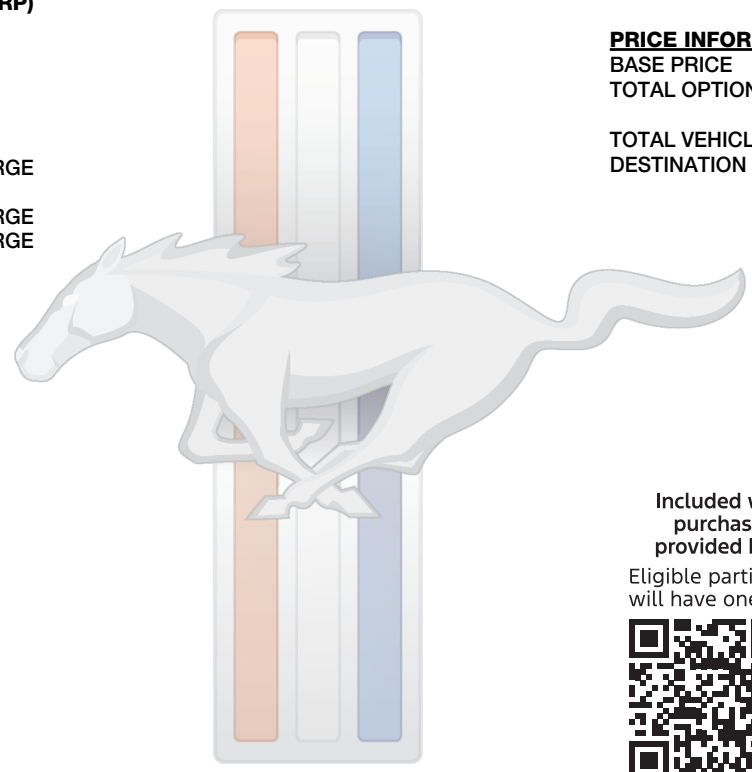 RP)
RGE
RGE
RGE
PRICE INFOR
BASE PRICE
TOTAL OPTION
TOTAL VEHICL
DESTINATION
Included w
purchas
provided b
Eligible parti
will have one